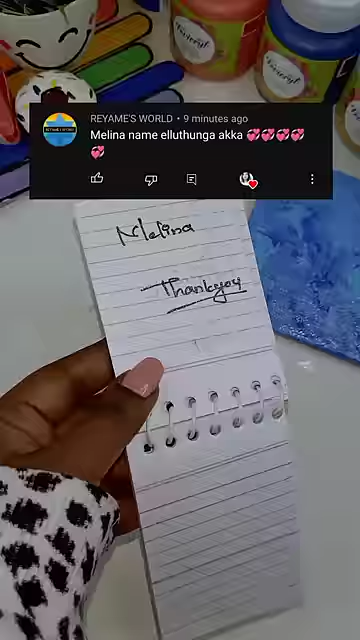 REYAME'S WORLD • 9 minutes ago
Melina name elluthunga akka 💞💞💞💞
💞
Melina
Thankyou